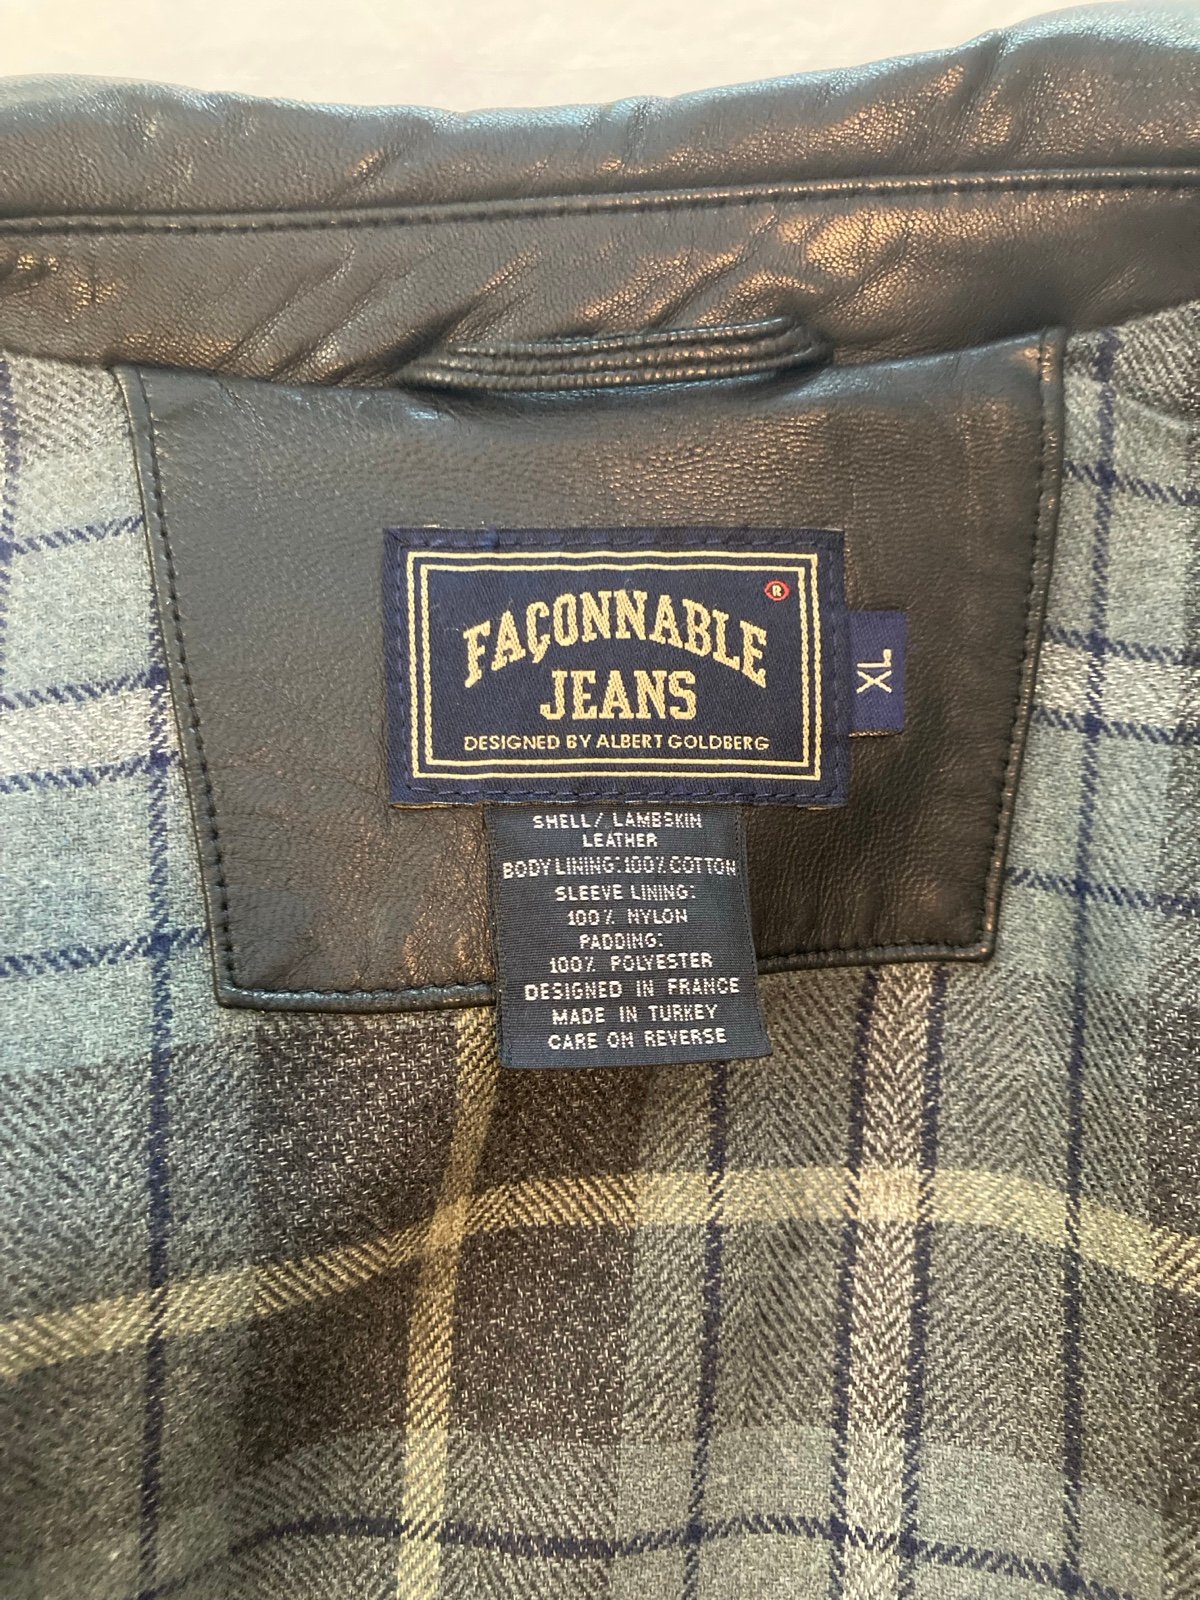 FAÇONNABLE
®
JEANS
DESIGNED BY ALBERT GOLDBERG
XL
SHELL/ LAMBSKIN
LEATHER
BODY LINING: 100% COTTON
SLEEVE LINING:
100% NYLON
PADDING:
100% POLYESTER
DESIGNED IN FRANCE
MADE IN TURKEY
CARE ON REVERSE